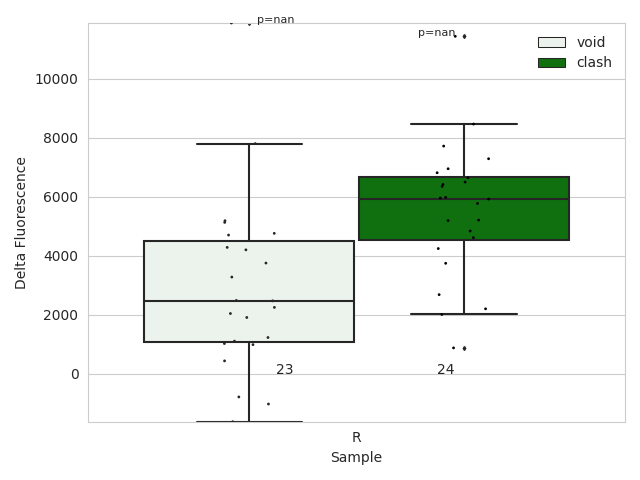 p=nan
p=nan
void
clash
10000
8000
6000
4000
2000
0
Delta Fluorescence
23
24
R
Sample